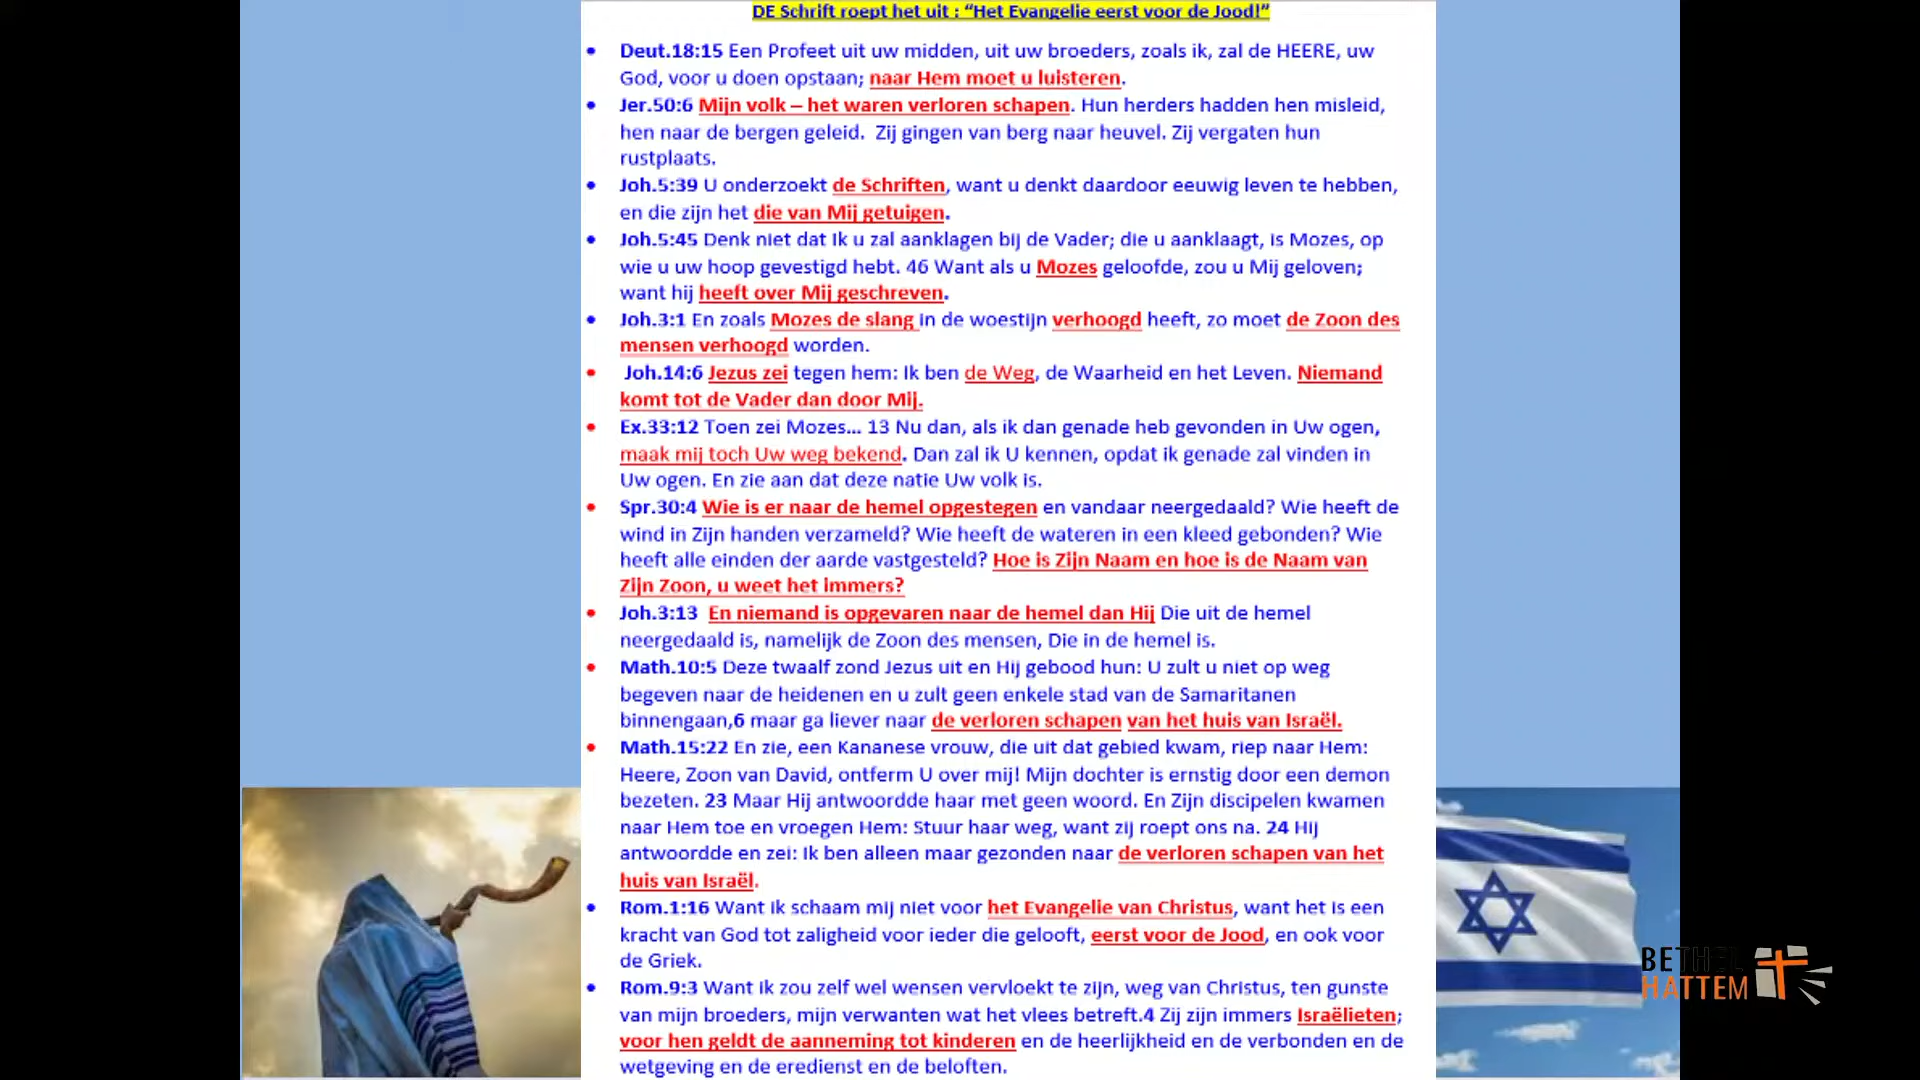 DE Schrift roept het uit : “Het Evangelie eerst voor de Jood!”
• Deut.18:15 Een Profeet uit uw midden, uit uw broeders, zoals ik, zal de HEERE, uw
God, voor u doen opstaan; naar Hem moet u luisteren.
• Jer.50:6 Mijn volk – het waren verloren schapen. Hun herders hadden hen misleid,
hen naar de bergen geleid. Zij gingen van berg naar heuvel. Zij vergaten hun
rustplaats.
• Joh.5:39 U onderzoekt de Schriften, want u denkt daardoor eeuwig leven te hebben,
en die zijn het die van Mij getuigen.
• Joh.5:45 Denk niet dat Ik u zal aanklagen bij de Vader; die u aanklaagt, is Mozes, op
wie u uw hoop gevestigd hebt. 46 Want als u Mozes geloofde, zou u Mij geloven;
want hij heeft over Mij geschreven.
• Joh.3:1 En zoals Mozes de slang in de woestijn verhoogd heeft, zo moet de Zoon des
mensen verhoogd worden.
• Joh.14:6 Jezus zei tegen hem: Ik ben de Weg, de Waarheid en het Leven. Niemand
komt tot de Vader dan door Mij.
• Ex.33:12 Toen zei Mozes... 13 Nu dan, als ik dan genade heb gevonden in Uw ogen,
maak mij toch Uw weg bekend. Dan zal ik U kennen, opdat ik genade zal vinden in
Uw ogen. En zie aan dat deze natie Uw volk is.
• Spr.30:4 Wie is er naar de hemel opgestegen en vandaar neergedaald? Wie heeft de
wind in Zijn handen verzameld? Wie heeft de wateren in een kleed gebonden? Wie
heeft alle einden der aarde vastgesteld? Hoe is Zijn Naam en hoe is de Naam van
Zijn Zoon, u weet het immers?
• Joh.3:13 En niemand is opgevaren naar de hemel dan Hij Die uit de hemel
neergedaald is, namelijk de Zoon des mensen, Die in de hemel is.
• Math.10:5 Deze twaalf zond Jezus uit en Hij gebood hun: U zult u niet op weg
begeven naar de heidenen en u zult geen enkele stad van de Samaritanen
binnengaan,6 maar ga liever naar de verloren schapen van het huis van Israël.
• Math.15:22 En zie, een Kananese vrouw, die uit dat gebied kwam, riep naar Hem:
Heere, Zoon van David, ontferm U over mij! Mijn dochter is ernstig door een demon
bezeten. 23 Maar Hij antwoordde haar met geen woord. En Zijn discipelen kwamen
naar Hem toe en vroegen Hem: Stuur haar weg, want zij roept ons na. 24 Hij
antwoordde en zei: Ik ben alleen maar gezonden naar de verloren schapen van het
huis van Israël.
• Rom.1:16 Want ik schaam mij niet voor het Evangelie van Christus, want het is een
kracht van God tot zaligheid voor ieder die gelooft, eerst voor de Jood, en ook voor
de Griek.
• Rom.9:3 Want ik zou zelf wel wensen vervloekt te zijn, weg van Christus, ten gunste
van mijn broeders, mijn verwanten wat het vlees betreft.4 Zij zijn immers Israëlieten;
voor hen geldt de aanneming tot kinderen en de heerlijkheid en de verbonden en de
wetgeving en de eredienst en de beloften.
BETHEL
HATTEM